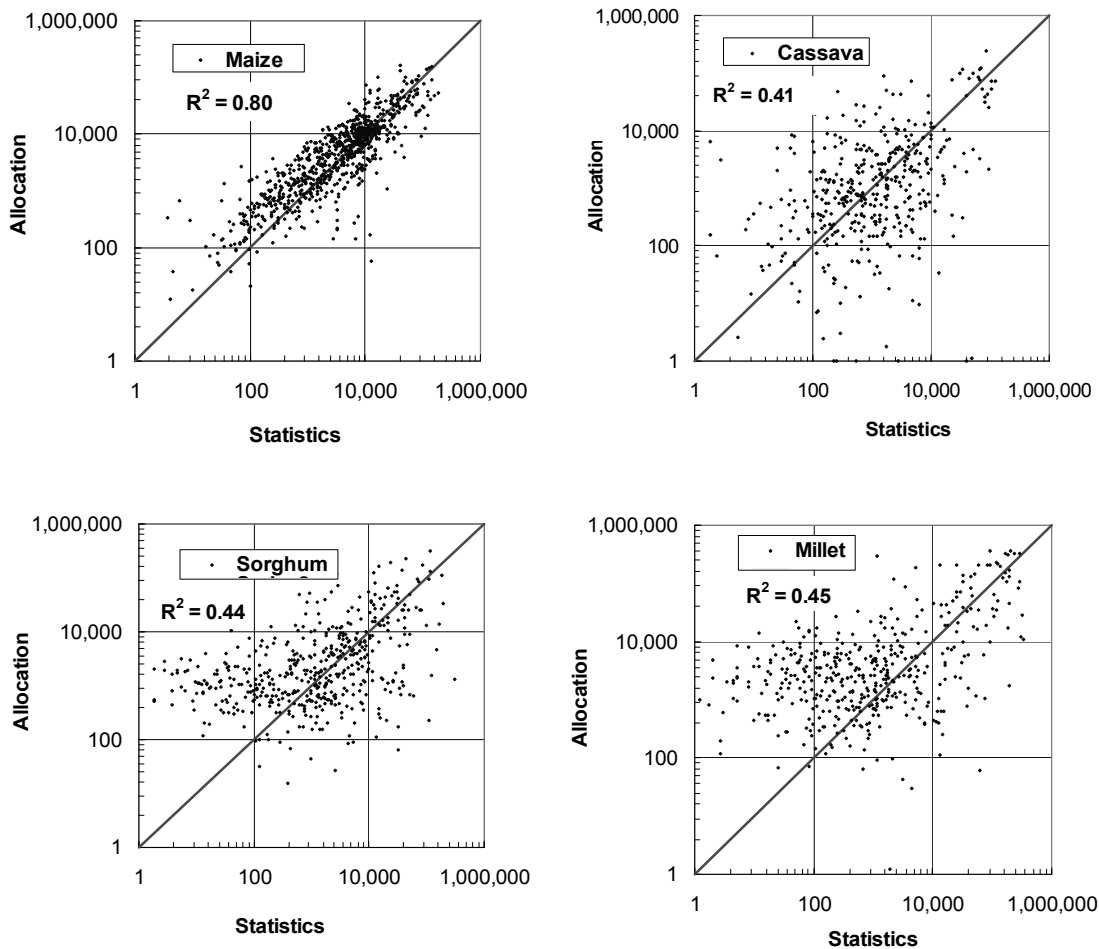 1,000,000
Maize
R² = 0.80
10,000
Allocation
100
1
1 100 10,000 1,000,000
Statistics
1,000,000
Cassava
R² = 0.41
10,000
Allocation
100
1
1 100 10,000 1,000,000
Statistics
1,000,000
Sorghum
R² = 0.44
10,000
Allocation
100
1
1 100 10,000 1,000,000
Statistics
1,000,000
Millet
R² = 0.45
10,000
Allocation
100
1
1 100 10,000 1,000,000
Statistics